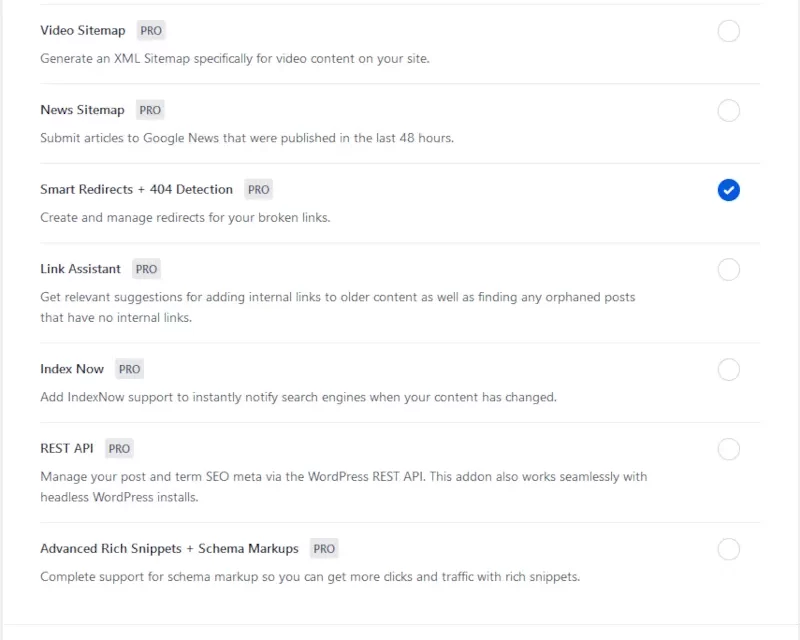 Video Sitemap PRO
Generate an XML Sitemap specifically for video content on your site.
News Sitemap PRO
Submit articles to Google News that were published in the last 48 hours.
Smart Redirects + 404 Detection PRO
Create and manage redirects for your broken links.
Link Assistant PRO
Get relevant suggestions for adding internal links to older content as well as finding any orphaned posts
that have no internal links.
Index Now PRO
Add IndexNow support to instantly notify search engines when your content has changed.
REST API PRO
Manage your post and term SEO meta via the WordPress REST API. This addon also works seamlessly with
headless WordPress installs.
Advanced Rich Snippets + Schema Markups PRO
Complete support for schema markup so you can get more clicks and traffic with rich snippets.